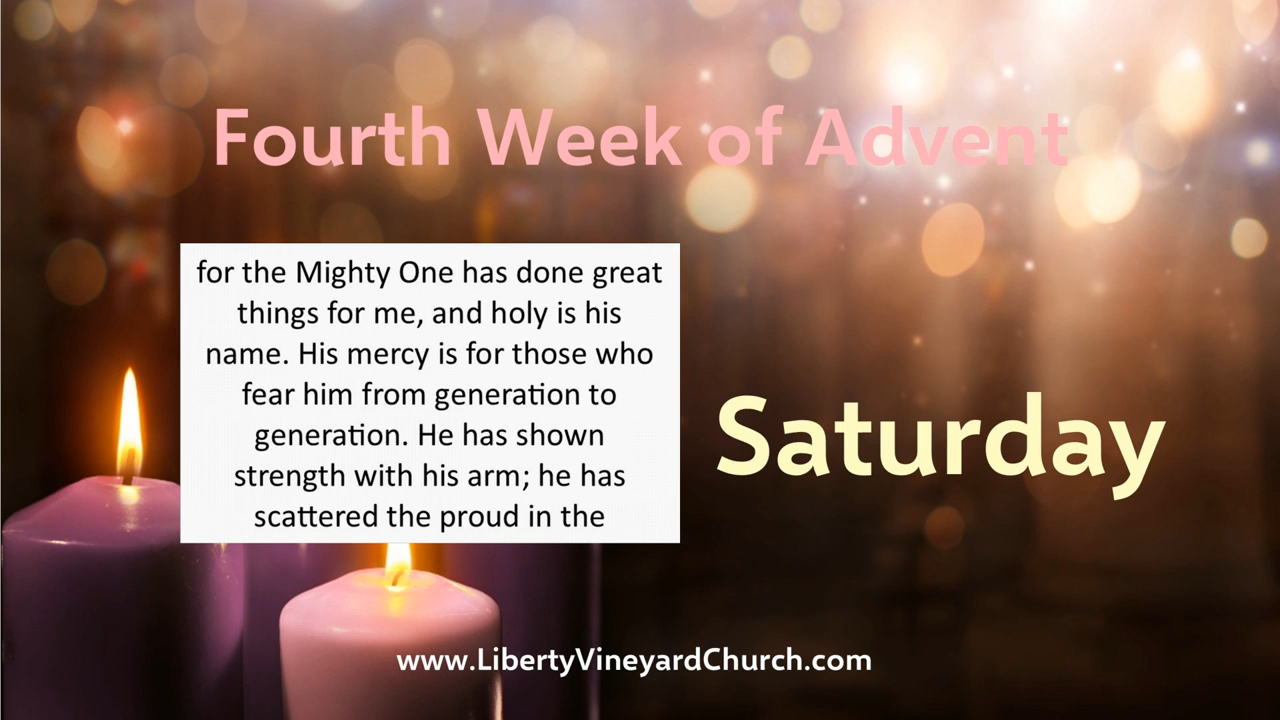 Fourth Week of Advent
for the Mighty One has done great
things for me, and holy is his
name. His mercy is for those who
fear him from generation to
generation. He has shown
strength with his arm; he has
scattered the proud in the
Saturday
www.LibertyVineyardChurch.com